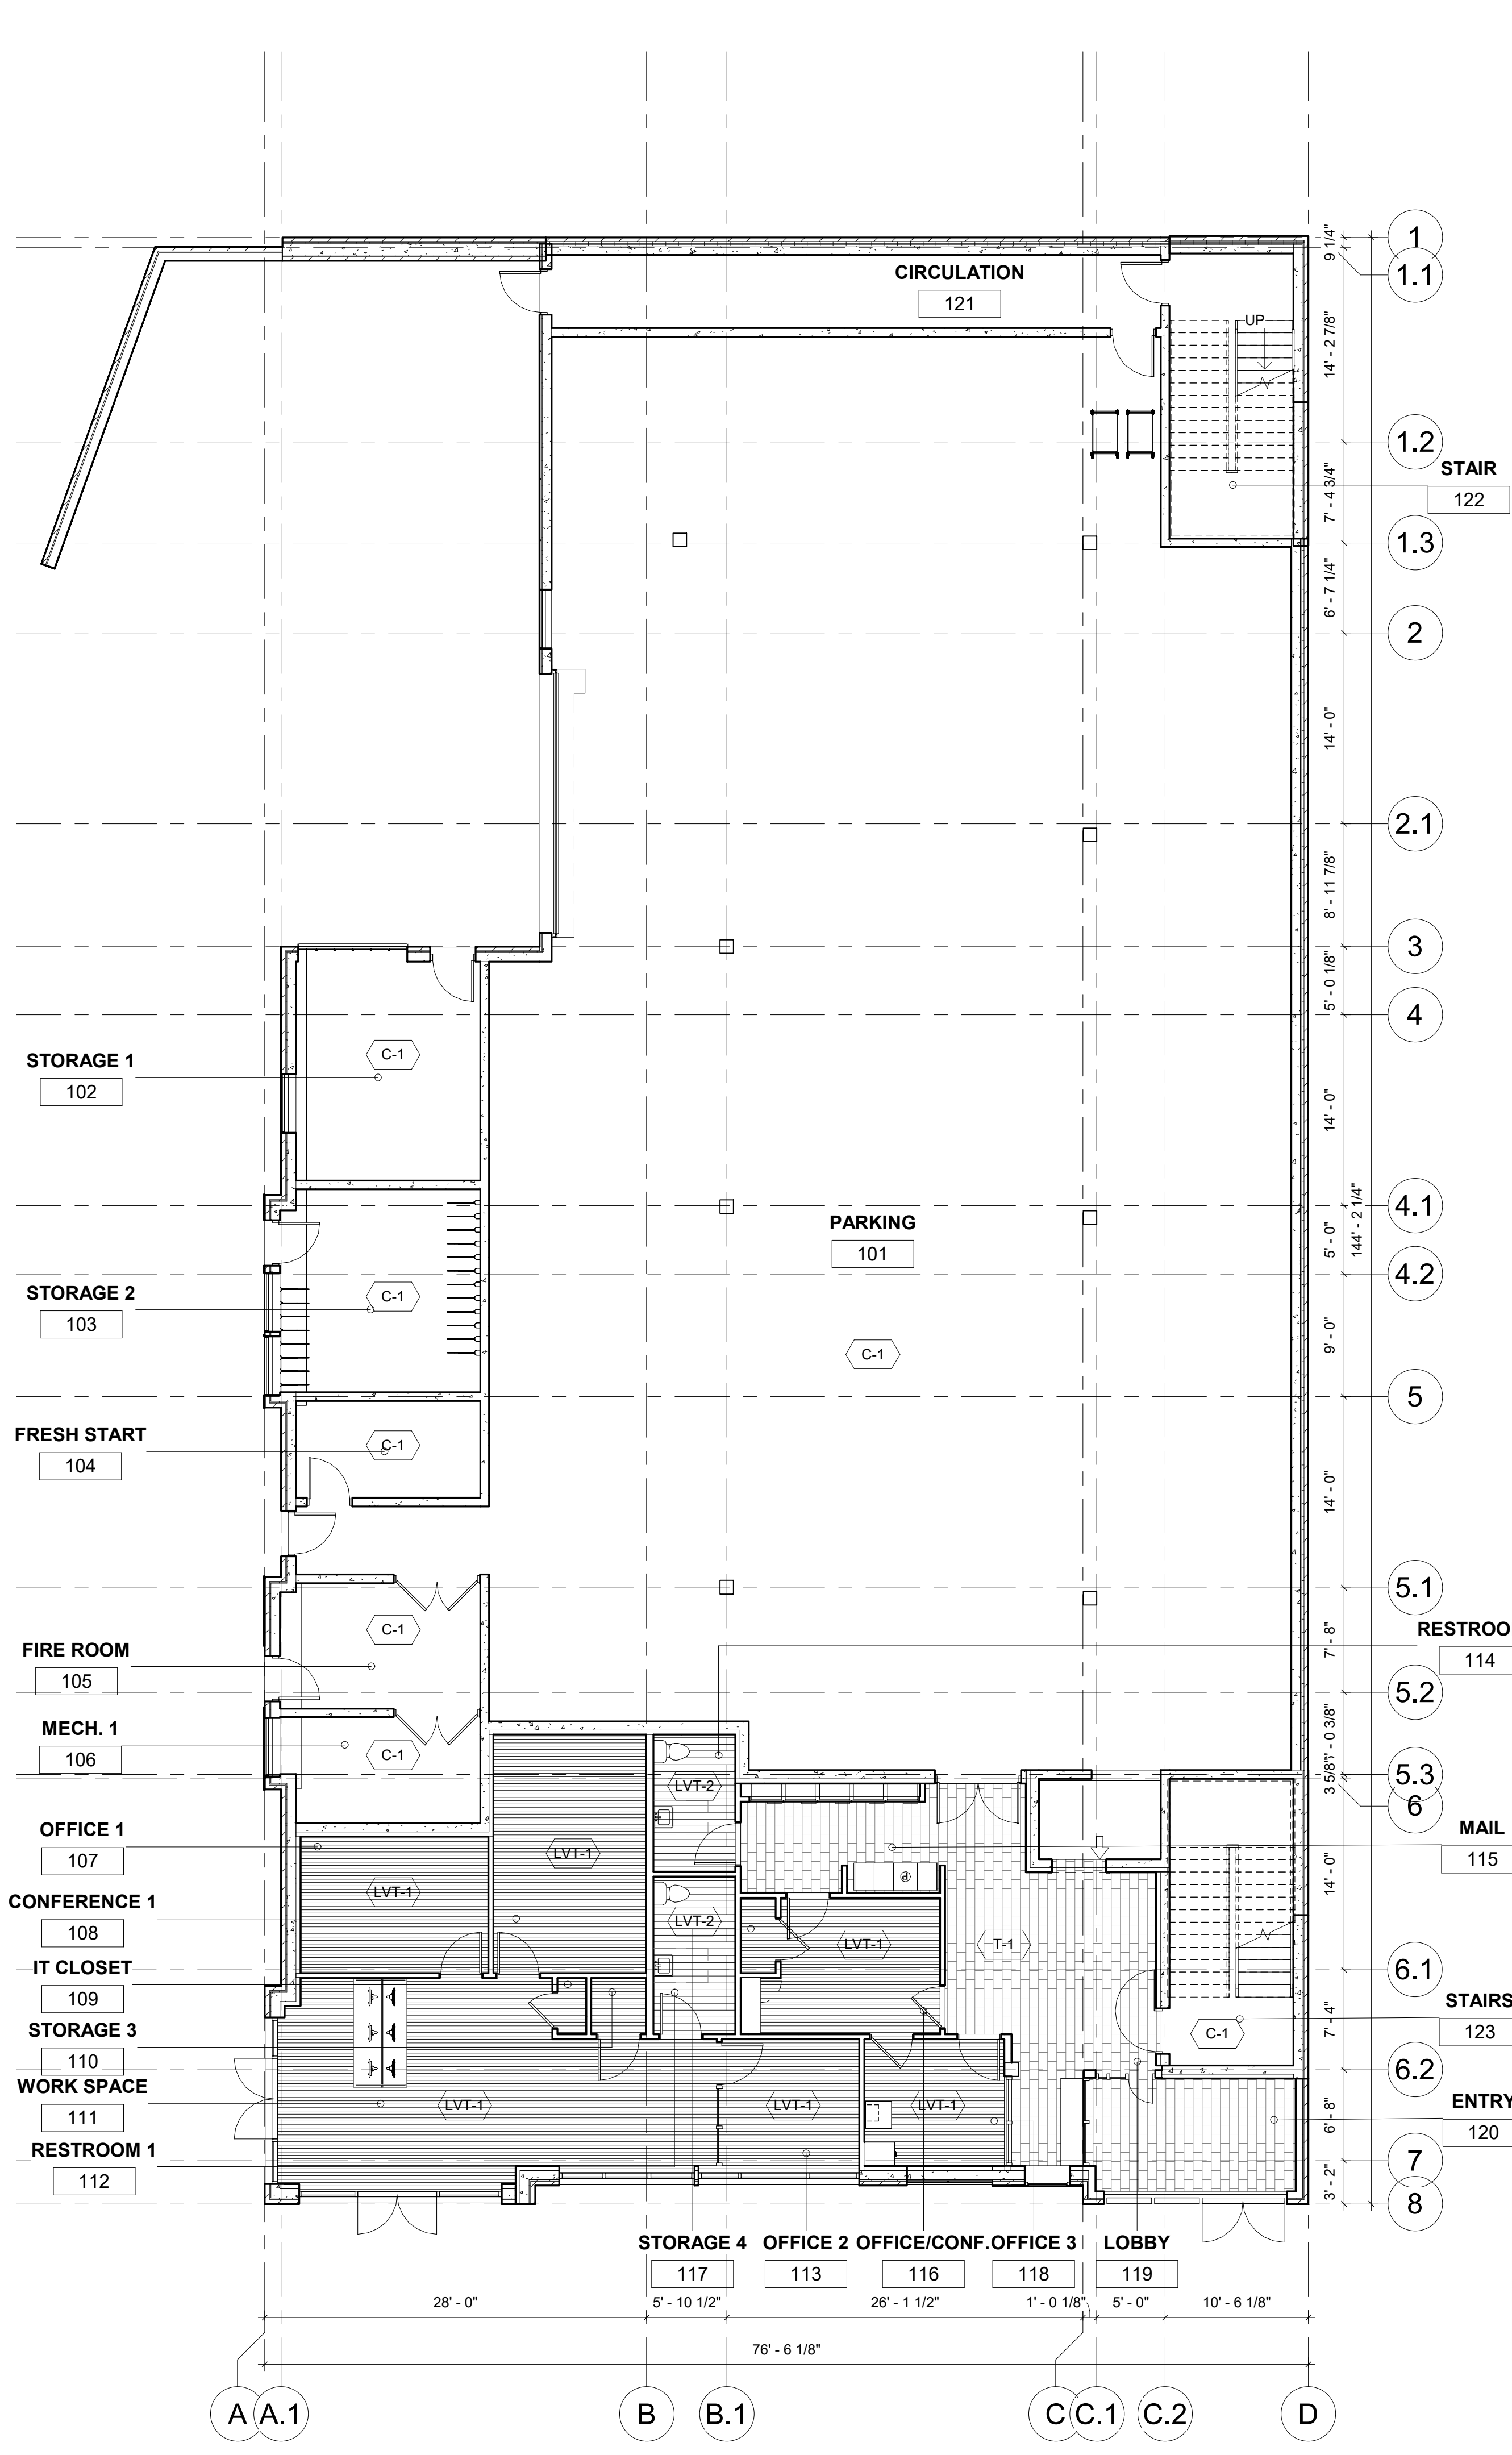 1
9 1/4"
1.1
CIRCULATION
121
UP
14' - 2 7/8"
1.2
STAIR
122
7' - 4 3/4"
1.3
6' - 7 1/4"
2
14' - 0"
2.1
8' - 11 7/8"
3
5' - 0 1/8"
4
C-1
STORAGE 1
102
14' - 0"
4.1
144' - 2 1/4"
PARKING
101
5' - 0"
4.2
STORAGE 2
103
C-1
9' - 0"
C-1
5
FRESH START
104
C-1
14' - 0"
5.1
C-1
7' - 8"
RESTROO
114
FIRE ROOM
105
5.2
MECH. 1
106
C-1
5.3
3 5/8"
6
LVT-2
OFFICE 1
107
MAIL
115
LVT-1
LVT-1
14' - 0"
CONFERENCE 1
108
LVT-2
LVT-1
T-1
IT CLOSET
109
6.1
STORAGE 3
110
STAIRS
123
C-1
7' - 4"
6.2
WORK SPACE
111
LVT-1
LVT-1
LVT-1
ENTRY
120
6' - 8"
RESTROOM 1
112
7
3' - 2"
8
STORAGE 4
117
OFFICE 2
113
OFFICE/CONF.
116
OFFICE 3
118
LOBBY
119
28' - 0"
5' - 10 1/2"
26' - 1 1/2"
1' - 0 1/8"
5' - 0"
10' - 6 1/8"
76' - 6 1/8"
A
A.1
B
B.1
C
C.1
C.2
D